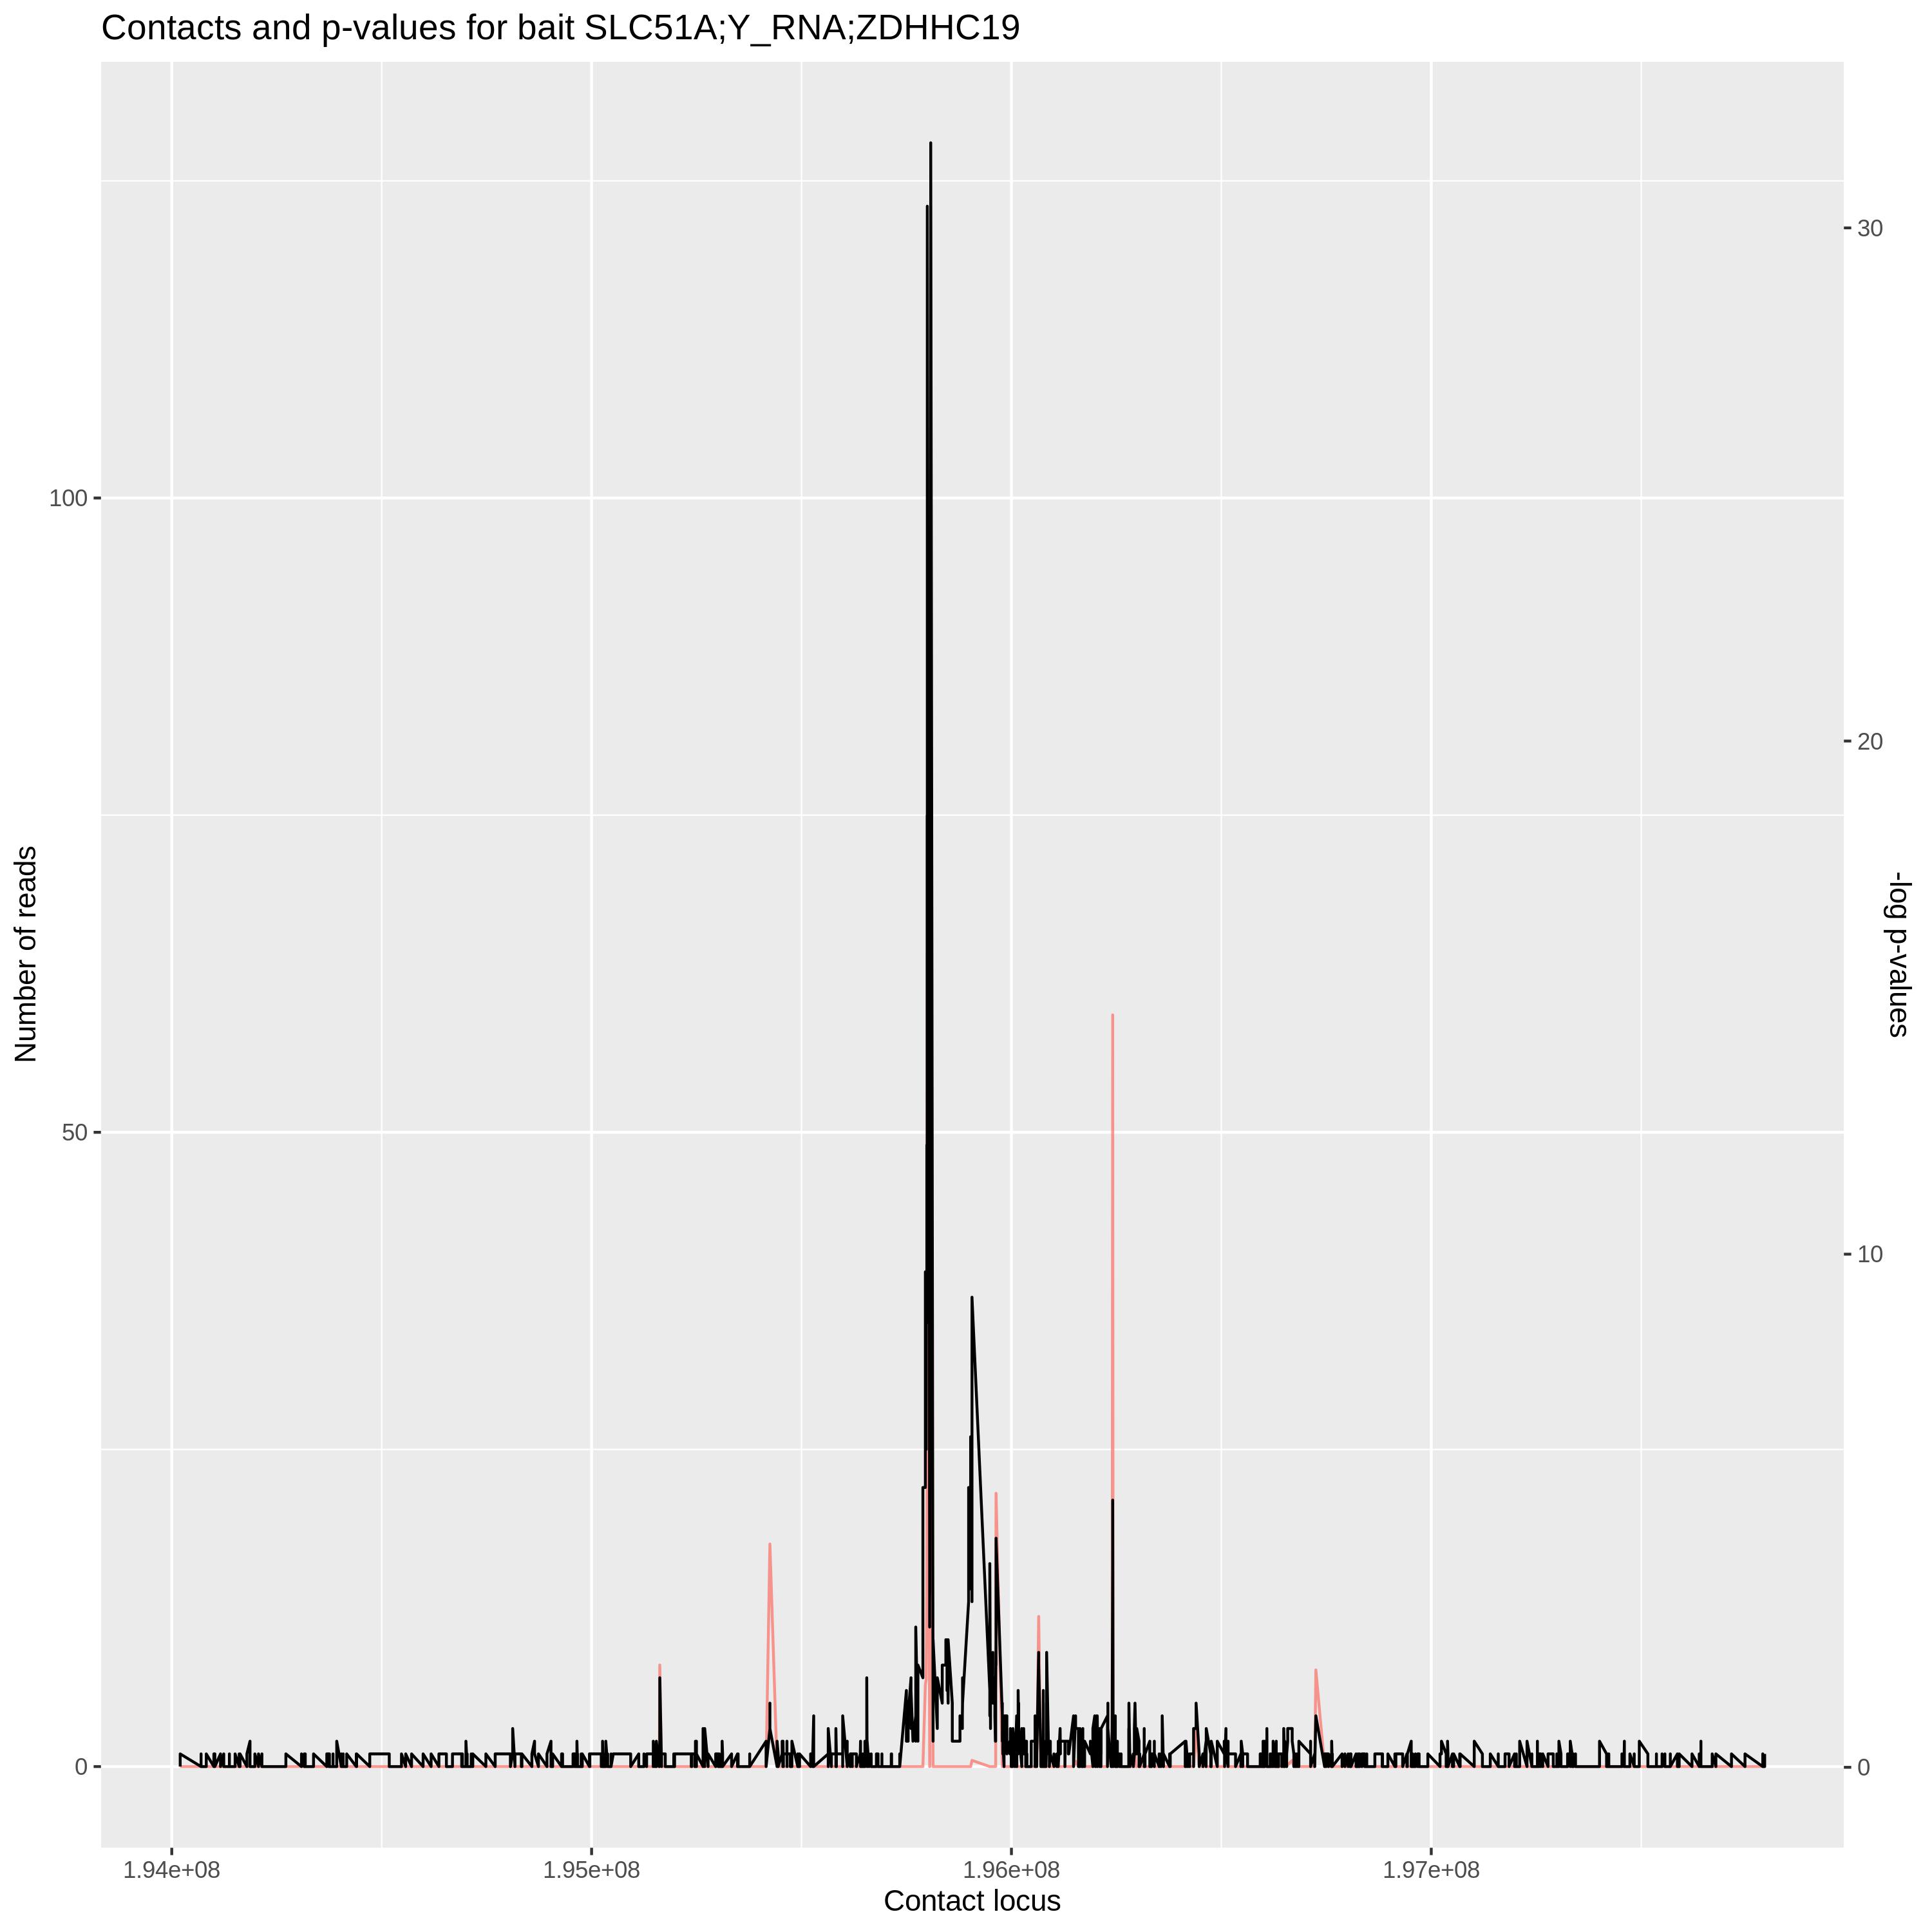 Contacts and p-values for bait SLC51A;Y_RNA;ZDHHC19
30
100
20
Number of reads
-log p-values
50
10
0
0
1.94e+08
1.95e+08
1.96e+08
1.97e+08
Contact locus